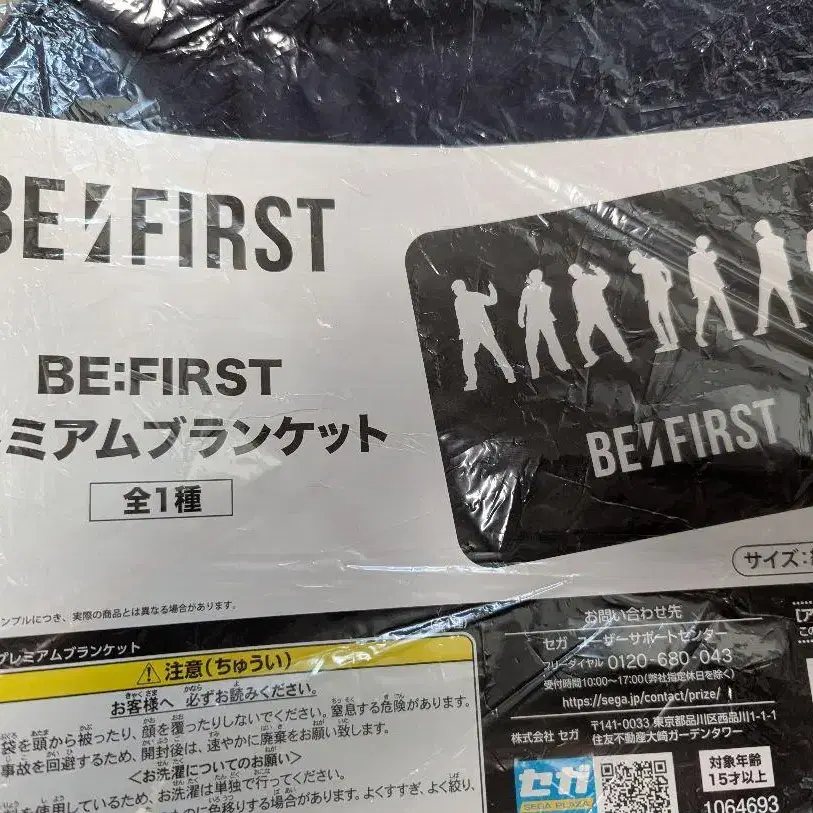 BE:FIRST
BE:FIRST
レミアムブランケット
全1種
BE:FIRST
サイズ:
ンプルにつき、実際の商品とは異なる場合があります。
プレミアムブランケット
⚠注意(ちゅうい)
お客様へ 必ずお読みください。
袋を頭から被ったり、顔を覆ったりしないでください。窒息する危険があります。
事故を回避するため、開封後は、速やかに廃棄をお願い致します。
<お洗濯についてのお願い>
を使用しているため、お洗濯は単独で行ってください。
ものに色移りする場合があります。よくすすぎ、よく絞り、
お問い合わせ先
セガ ユーザーサポートセンター
フリーダイヤル 0120-680-043
受付時間10:00~17:00(弊社指定休日を除く)
https://sega.jp/contact/prize/
株式会社 セガ
〒141-0033 東京都品川区西品川1-1-1
住友不動産大崎ガーデンタワー
セガ
SEGA PLAZA
対象年齢
15才以上
1064693